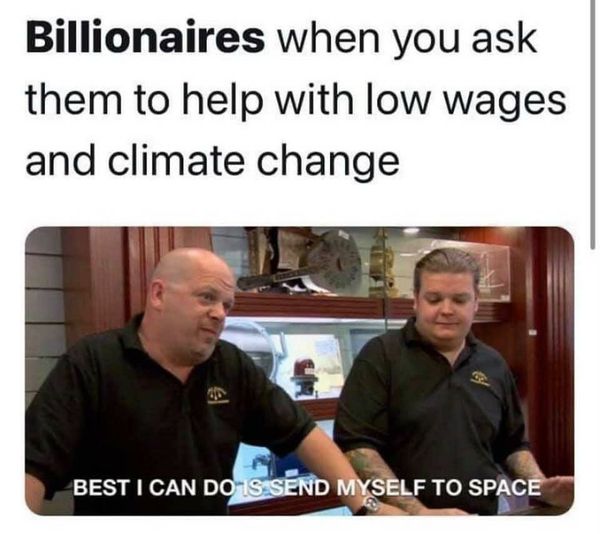 Billionaires when you ask
them to help with low wages
and climate change
BEST I CAN DO IS SEND MYSELF TO SPACE